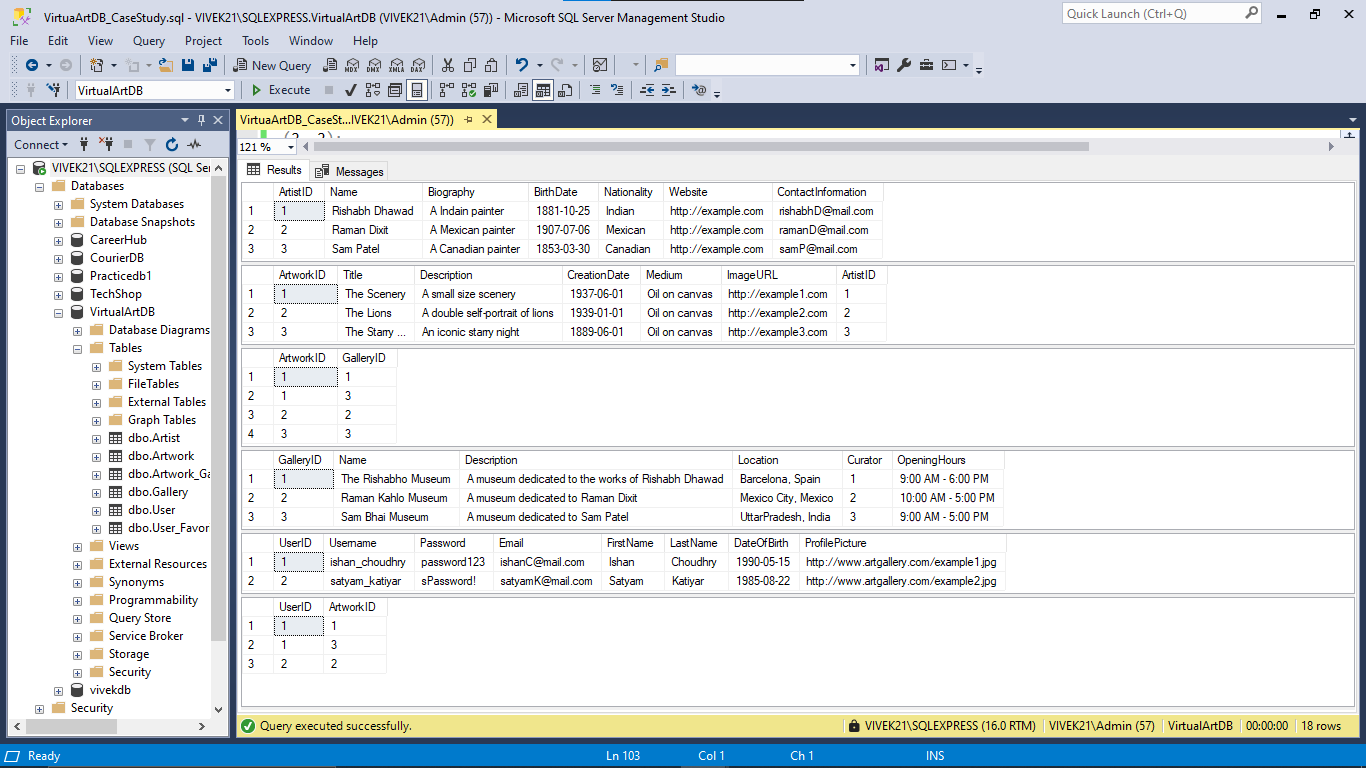 VirtuaArtDB_CaseStudy.sql - VIVEK21\SQLEXPRESS.VirtualArtDB (VIVEK21\Admin (57)) - Microsoft SQL Server Management Studio
Quick Launch (Ctrl+Q)
File Edit View Query Project Tools Window Help
New Query MDX DMX XMLA DAX
VirtualArtDB Execute
Object Explorer
Connect
VIVEK21\SQLEXPRESS (SQL Ser
Databases
System Databases
Database Snapshots
CareerHub
CourierDB
Practicedb1
TechShop
VirtualArtDB
Database Diagrams
Tables
System Tables
FileTables
External Tables
Graph Tables
dbo.Artist
dbo.Artwork
dbo.Artwork_Ga
dbo.Gallery
dbo.User
dbo.User_Favor
Views
External Resources
Synonyms
Programmability
Query Store
Service Broker
Storage
Security
vivekdb
Security
VirtuaArtDB_CaseSt...IVEK21\Admin (57))
(2, 2);
121 %
Results Messages
ArtistID Name Biography BirthDate Nationality Website ContactInformation
1 1 Rishabh Dhawad A Indain painter 1881-10-25 Indian http://example.com rishabhD@mail.com
2 2 Raman Dixit A Mexican painter 1907-07-06 Mexican http://example.com ramanD@mail.com
3 3 Sam Patel A Canadian painter 1853-03-30 Canadian http://example.com samP@mail.com
ArtworkID Title Description CreationDate Medium ImageURL ArtistID
1 1 The Scenery A small size scenery 1937-06-01 Oil on canvas http://example1.com 1
2 2 The Lions A double self-portrait of lions 1939-01-01 Oil on canvas http://example2.com 2
3 3 The Starry ... An iconic starry night 1889-06-01 Oil on canvas http://example3.com 3
ArtworkID GalleryID
1 1 1
2 1 3
3 2 2
4 3 3
GalleryID Name Description Location Curator OpeningHours
1 1 The Rishabho Museum A museum dedicated to the works of Rishabh Dhawad Barcelona, Spain 1 9:00 AM - 6:00 PM
2 2 Raman Kahlo Museum A museum dedicated to Raman Dixit Mexico City, Mexico 2 10:00 AM - 5:00 PM
3 3 Sam Bhai Museum A museum dedicated to Sam Patel UttarPradesh, India 3 9:00 AM - 5:00 PM
UserID Username Password Email FirstName LastName DateOfBirth ProfilePicture
1 1 ishan_choudhry password123 ishanC@mail.com Ishan Choudhry 1990-05-15 http://www.artgallery.com/example1.jpg
2 2 satyam_katiyar sPassword! satyamK@mail.com Satyam Katiyar 1985-08-22 http://www.artgallery.com/example2.jpg
UserID ArtworkID
1 1 1
2 1 3
3 2 2
Query executed successfully. VIVEK21\SQLEXPRESS (16.0 RTM) VIVEK21\Admin (57) VirtualArtDB 00:00:00 18 rows
Ready Ln 103 Col 1 Ch 1 INS